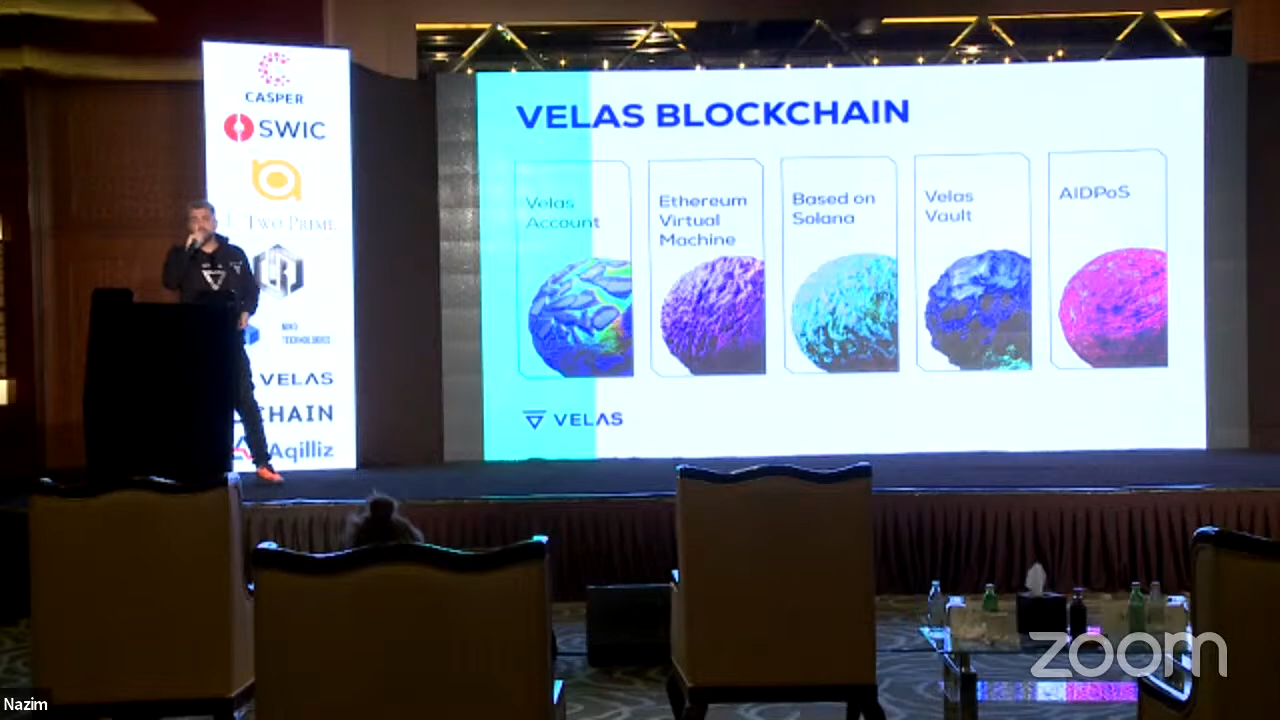 CASPER
SWIC
TWO PRIME
TECHNOLOGIES
VELAS
CHAIN
Aqilliz
VELAS BLOCKCHAIN
Velas
Account
Ethereum
Virtual
Machine
Based on
Solana
Velas
Vault
AIDPoS
VELAS
zoom
Nazim